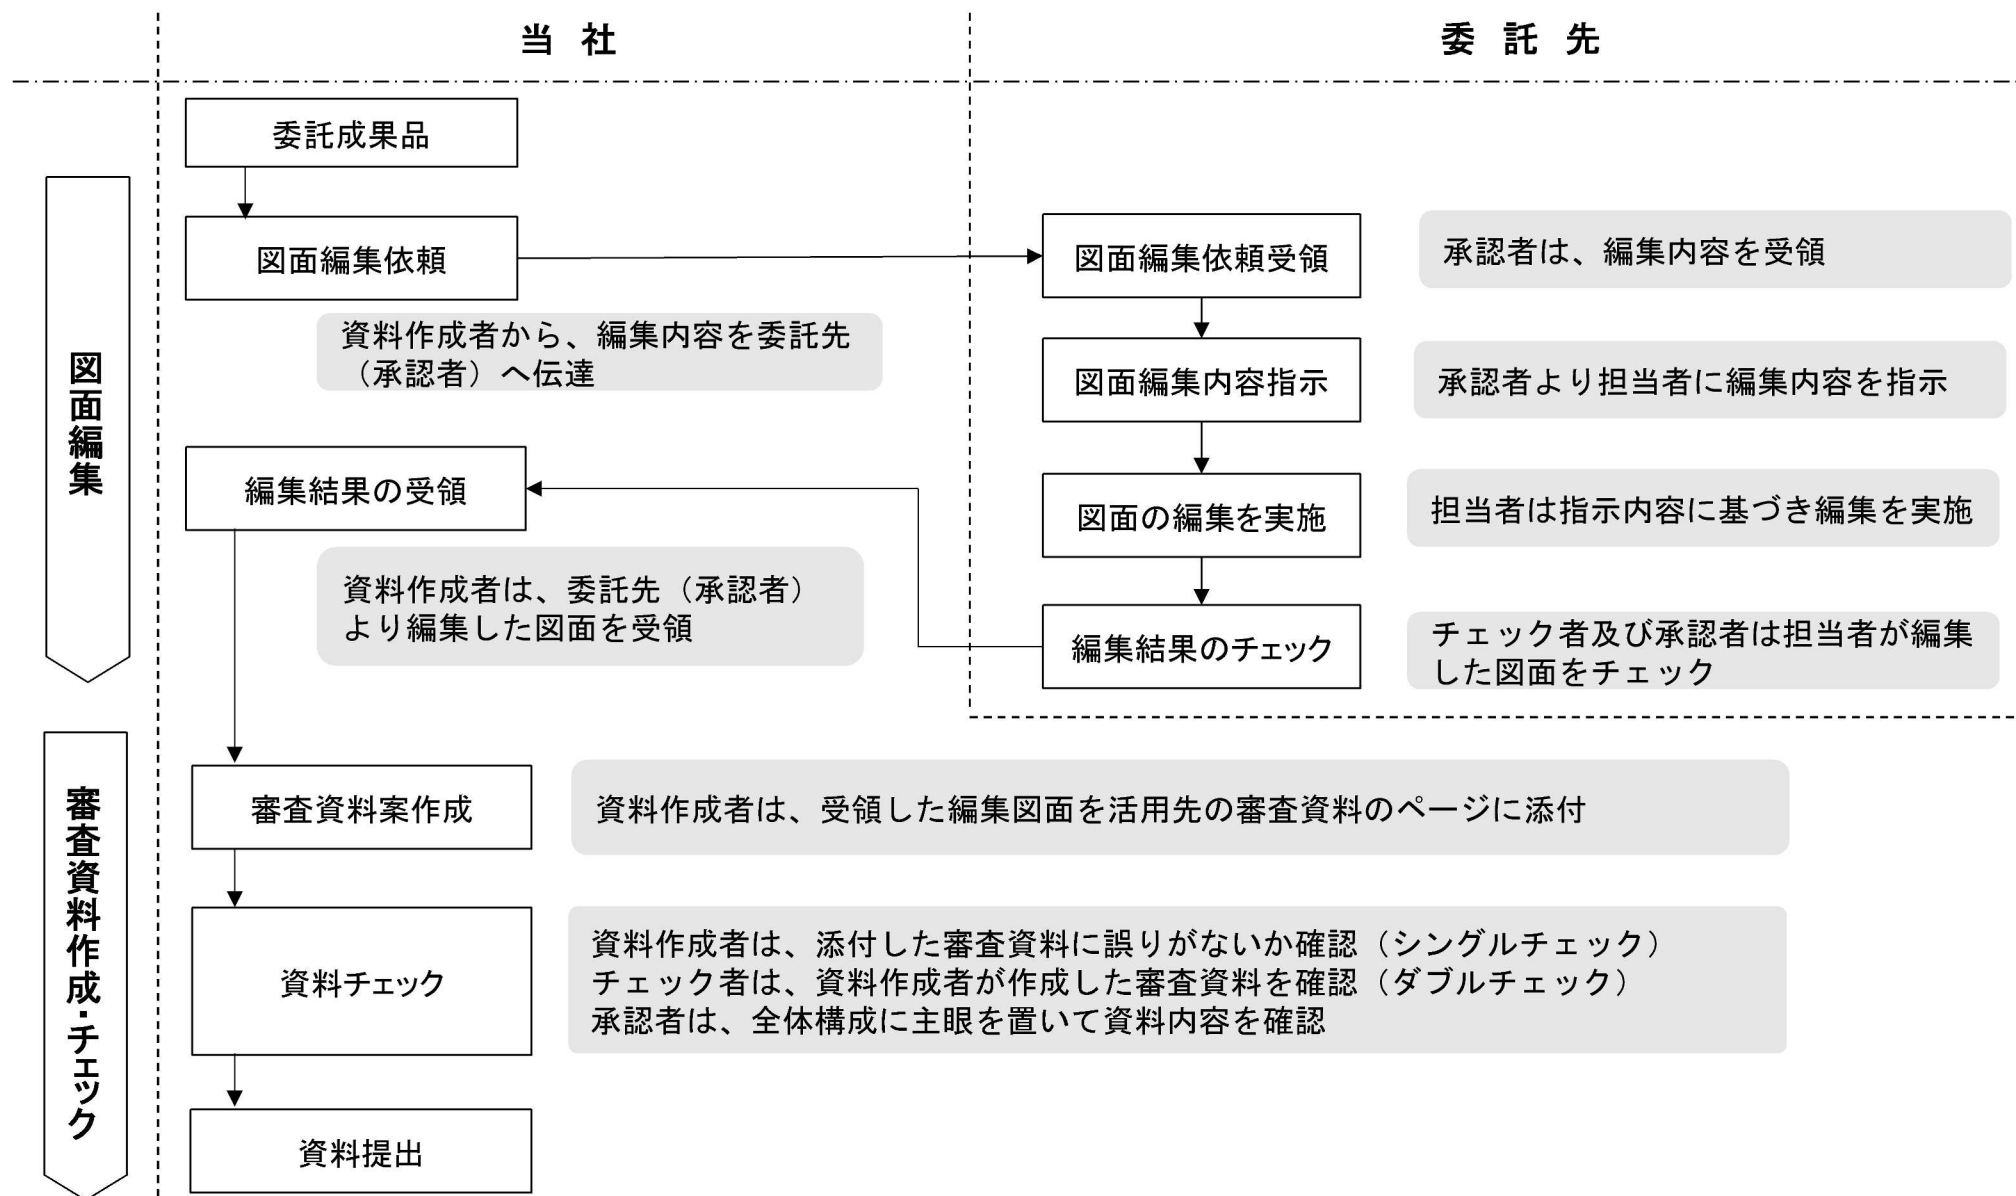 当社
委託先
図面編集
委託成果品
図面編集依頼
資料作成者から、編集内容を委託先
（承認者）へ伝達
図面編集依頼受領
承認者は、編集内容を受領
図面編集内容指示
承認者より担当者に編集内容を指示
図面の編集を実施
担当者は指示内容に基づき編集を実施
編集結果のチェック
チェック者及び承認者は担当者が編集
した図面をチェック
編集結果の受領
資料作成者は、委託先（承認者）
より編集した図面を受領
審査資料作成・チェック
審査資料案作成
資料作成者は、受領した編集図面を活用先の審査資料のページに添付
資料チェック
資料作成者は、添付した審査資料に誤りがないか確認（シングルチェック）
チェック者は、資料作成者が作成した審査資料を確認（ダブルチェック）
承認者は、全体構成に主眼を置いて資料内容を確認
資料提出